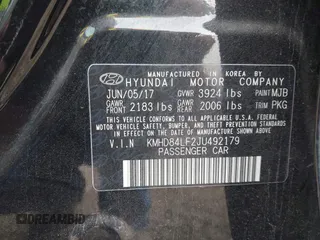 MANUFACTURED IN KOREA BY
HYUNDAI MOTOR COMPANY
JUN/05/17 GVWR 3924 lbs PAINT MJB
GAWR FRONT 2183 lbs GAWR REAR 2006 lbs TRIM PKG
THIS VEHICLE CONFORMS TO ALL APPLICABLE U.S.
FEDERAL MOTOR VEHICLE SAFETY,
BUMPER, AND THEFT PREVENTION STANDARDS
IN EFFECT ON THE DATE OF MANUFACTURE SHOWN ABOVE.
V.I.N KMHD84LF2JU492179
PASSENGER CAR
AUTOBIDMASTER